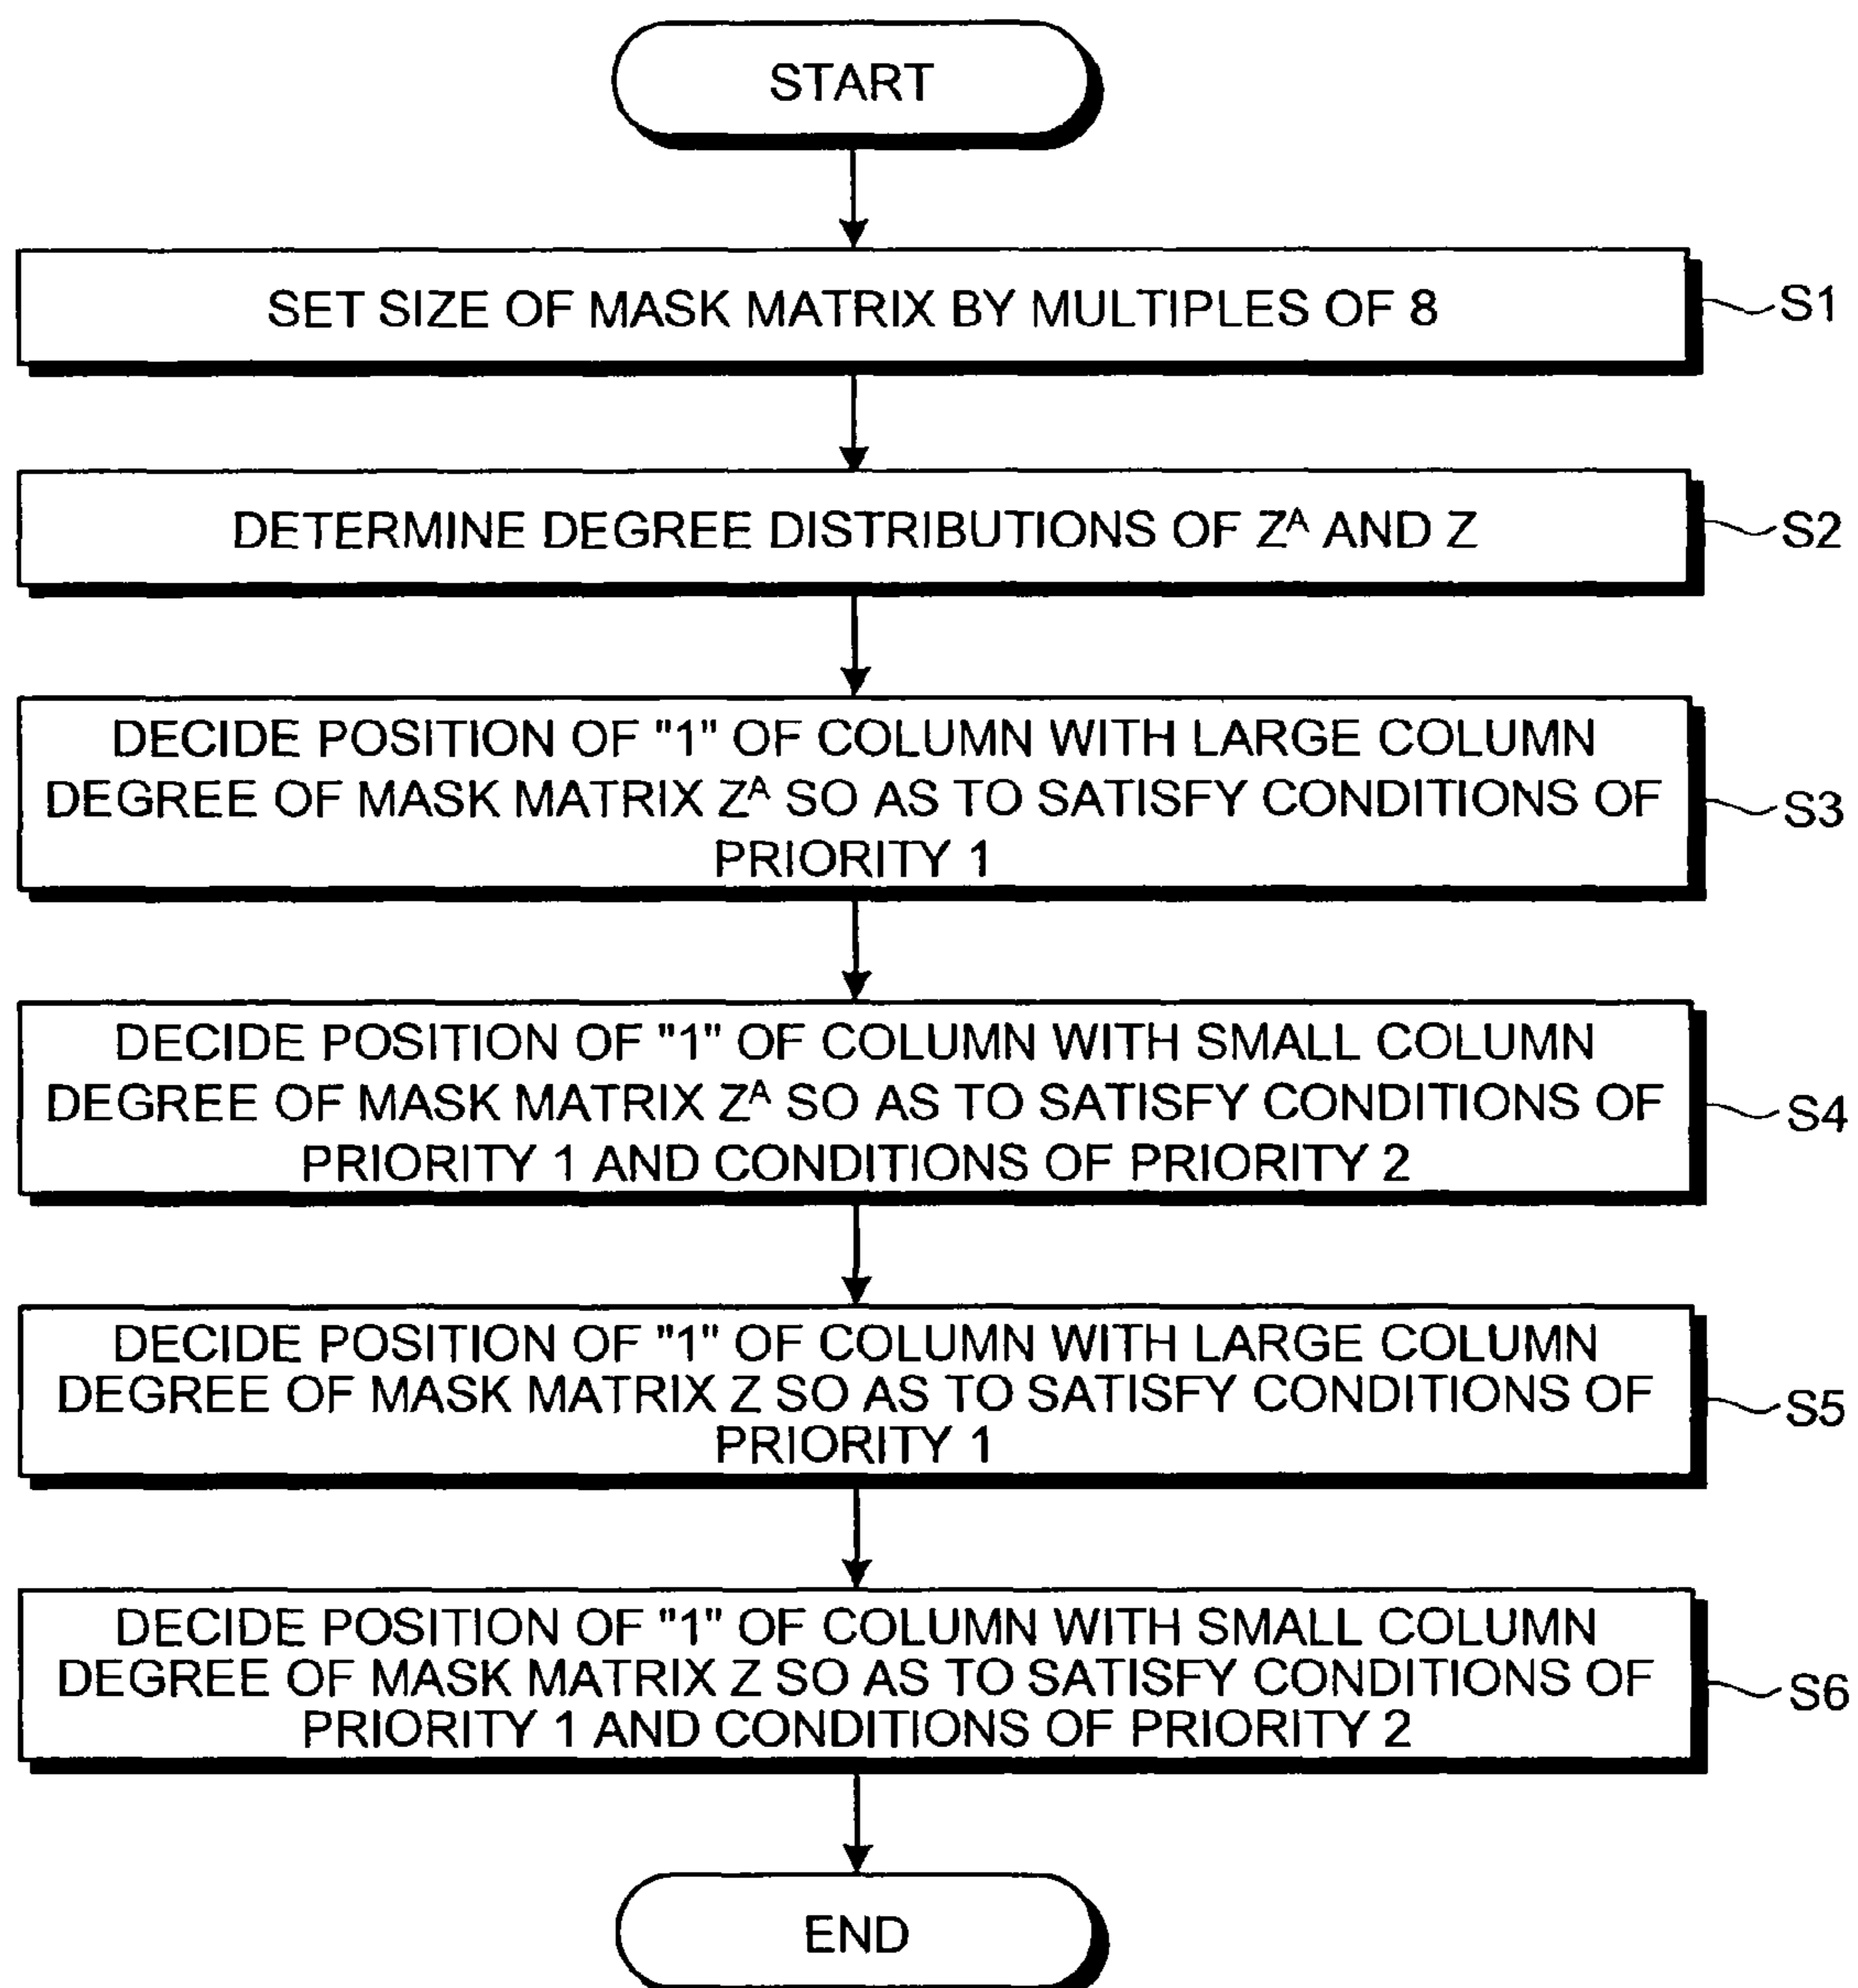 START
SET SIZE OF MASK MATRIX BY MULTIPLES OF 8
S1
DETERMINE DEGREE DISTRIBUTIONS OF Z^A AND Z
S2
DECIDE POSITION OF "1" OF COLUMN WITH LARGE COLUMN
DEGREE OF MASK MATRIX Z^A SO AS TO SATISFY CONDITIONS OF
PRIORITY 1
S3
DECIDE POSITION OF "1" OF COLUMN WITH SMALL COLUMN
DEGREE OF MASK MATRIX Z^A SO AS TO SATISFY CONDITIONS OF
PRIORITY 1 AND CONDITIONS OF PRIORITY 2
S4
DECIDE POSITION OF "1" OF COLUMN WITH LARGE COLUMN
DEGREE OF MASK MATRIX Z SO AS TO SATISFY CONDITIONS OF
PRIORITY 1
S5
DECIDE POSITION OF "1" OF COLUMN WITH SMALL COLUMN
DEGREE OF MASK MATRIX Z SO AS TO SATISFY CONDITIONS OF
PRIORITY 1 AND CONDITIONS OF PRIORITY 2
S6
END